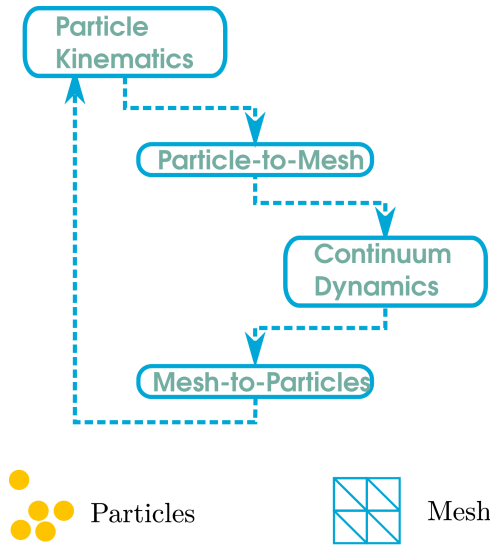 Particle
Kinematics
Particle-to-Mesh
Continuum
Dynamics
Mesh-to-Particles
Particles
Mesh